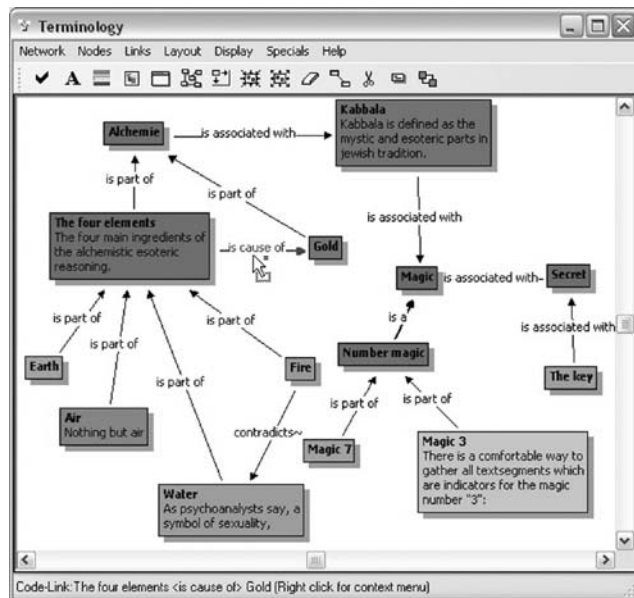 Terminology
Network Nodes Links Layout Display Specials Help
A
Kabbala
Kabbala is defined as the
mystic and esoteric parts in
jewish tradition.
Alchemie
is associated with
is part of
is part of
The four elements
The four main ingredients of
the alchemistic esoteric
reasoning.
is cause of
Gold
is associated with
Magic
is associated with~
Secret
is a
is part of
is part of
is part of
is part of
is associated with
Earth
Fire
Number magic
The key
Air
Nothing but air
contradicts~
is part of
is part of
Magic 7
Magic 3
There is a comfortable way to
gather all textsegments which
are indicators for the magic
number "3":
Water
As psychoanalysts say, a
symbol of sexuality,
Code-Link: The four elements <is cause of> Gold (Right click for context menu)